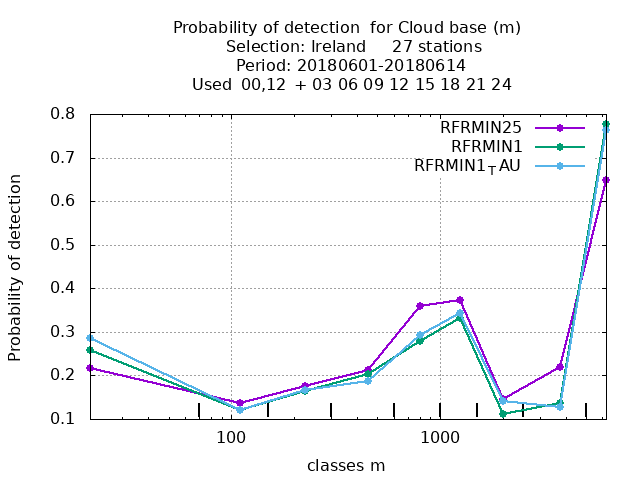 Probability of detection  for Cloud base (m)
Selection: Ireland     27 stations
Period: 20180601-20180614
Used  00,12  + 03 06 09 12 15 18 21 24
RFRMIN25
RFRMIN1
RFRMIN1TAU
Probability of detection
0.8
0.7
0.6
0.5
0.4
0.3
0.2
0.1
100
1000
classes m